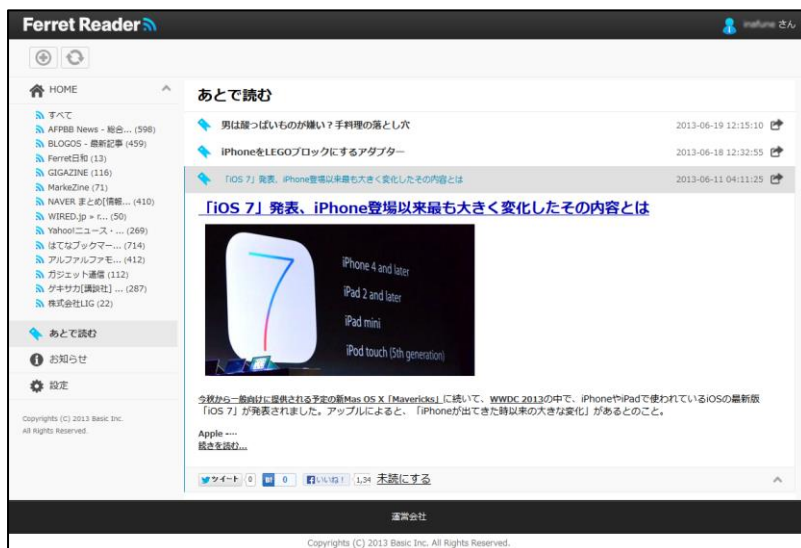 Ferret Reader
さん
HOME
すべて
AFPBB News - 総合... (598)
BLOGOS - 最新記事 (459)
Ferret日和 (13)
GIGAZINE (116)
MarkeZine (71)
NAVER まとめ[情報... (410)
WIRED.jp » r... (50)
Yahoo!ニュース・... (269)
はてなブックマー... (714)
アルファルファモ... (412)
ガジェット通信 (112)
ゲキサカ[講談社] ... (287)
株式会社LIG (22)
あとで読む
お知らせ
設定
Copyrights (C) 2013 Basic Inc.
All Rights Reserved.
あとで読む
男は酸っぱいものが嫌い？手料理の落とし穴 2013-06-19 12:15:10
iPhoneをLEGOブロックにするアダプター 2013-06-18 12:32:55
「iOS 7」発表、iPhone登場以来最も大きく変化したその内容とは 2013-06-11 04:11:25
「iOS 7」発表、iPhone登場以来最も大きく変化したその内容とは
7
iPhone 4 and later
iPad 2 and later
iPad mini
iPod touch (5th generation)
今秋から一般向けに提供される予定の新Mas OS X「Mavericks」に続いて、WWDC 2013の中で、iPhoneやiPadで使われているiOSの最新版
「iOS 7」が発表されました。アップルによると、「iPhoneが出てきた時以来の大きな変化」があるとのこと。
Apple -…
続きを読む...
ツイート 0 B! 0 いいね！ 1,34 未読にする
運営会社
Copyrights (C) 2013 Basic Inc. All Rights Reserved.